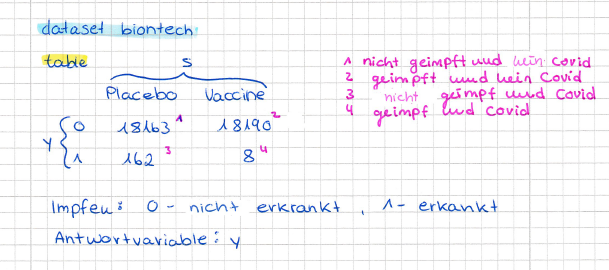 dataset biontech
table
S
Placebo Vaccine
y { 0 18163 ¹ 18190 ²
1 162 ³ 8 ⁴
1 nicht geimpft und kein Covid
2 geimpft und kein Covid
3 nicht geimpf und Covid
4 geimpf und Covid
Impfen: 0 - nicht erkrankt, 1 - erkankt
Antwortvariable: y